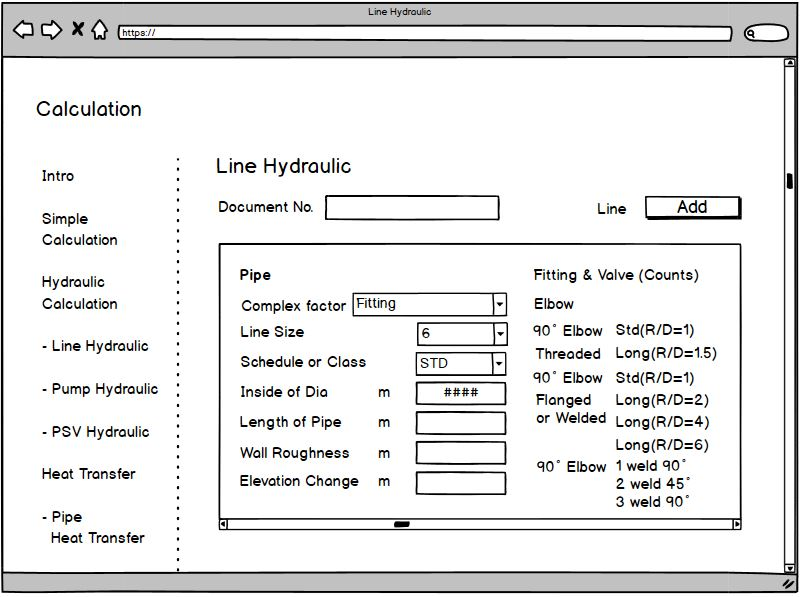 Line Hydraulic
https://
Calculation
Intro
Simple
Calculation
Hydraulic
Calculation
- Line Hydraulic
- Pump Hydraulic
- PSV Hydraulic
Heat Transfer
- Pipe
Heat Transfer
Line Hydraulic
Document No.
Line Add
Pipe
Complex factor Fitting
Line Size 6
Schedule or Class STD
Inside of Dia m ####
Length of Pipe m
Wall Roughness m
Elevation Change m
Fitting & Valve (Counts)
Elbow
90° Elbow Std(R/D=1)
Threaded Long(R/D=1.5)
90° Elbow Std(R/D=1)
Flanged Long(R/D=2)
or Welded Long(R/D=4)
Long(R/D=6)
90° Elbow 1 weld 90°
2 weld 45°
3 weld 90°